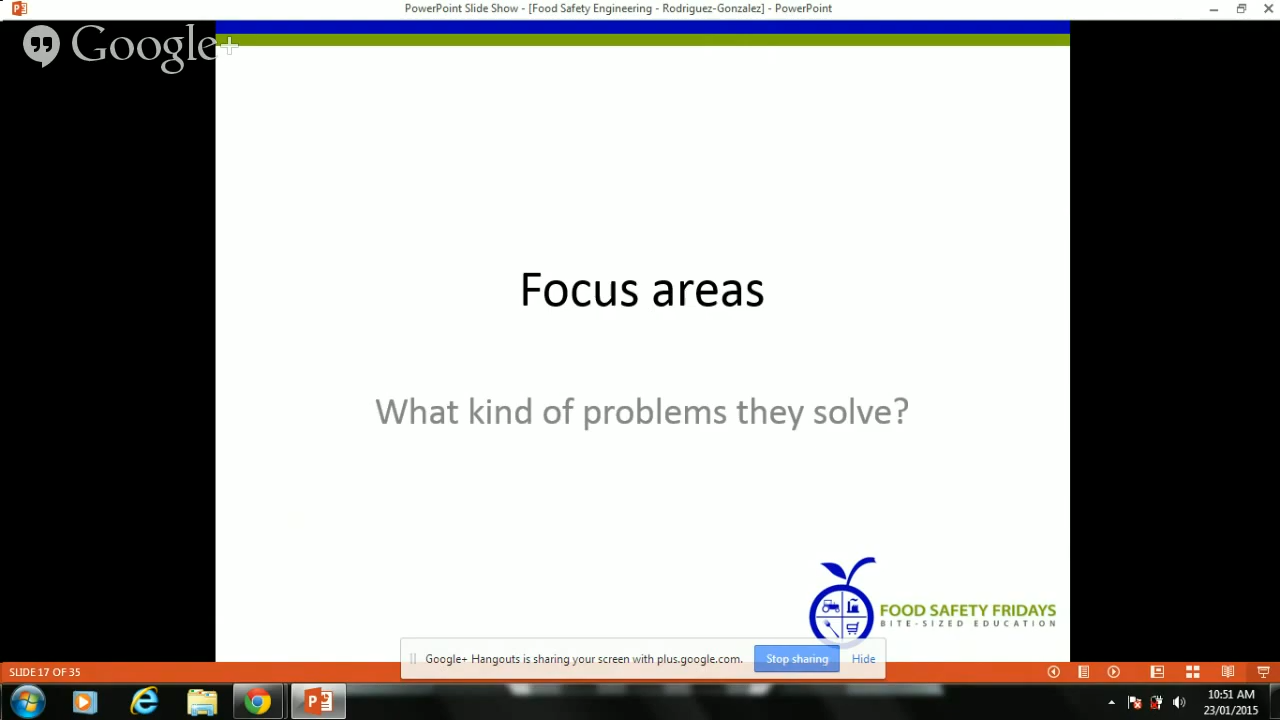 PowerPoint Slide Show - [Food Safety Engineering - Rodriguez-Gonzalez] - PowerPoint
Google+
Focus areas
What kind of problems they solve?
FOOD SAFETY FRIDAYS
BITE-SIZED EDUCATION
Google+ Hangouts is sharing your screen with plus.google.com. Stop sharing Hide
SLIDE 17 OF 35
10:51 AM
23/01/2015